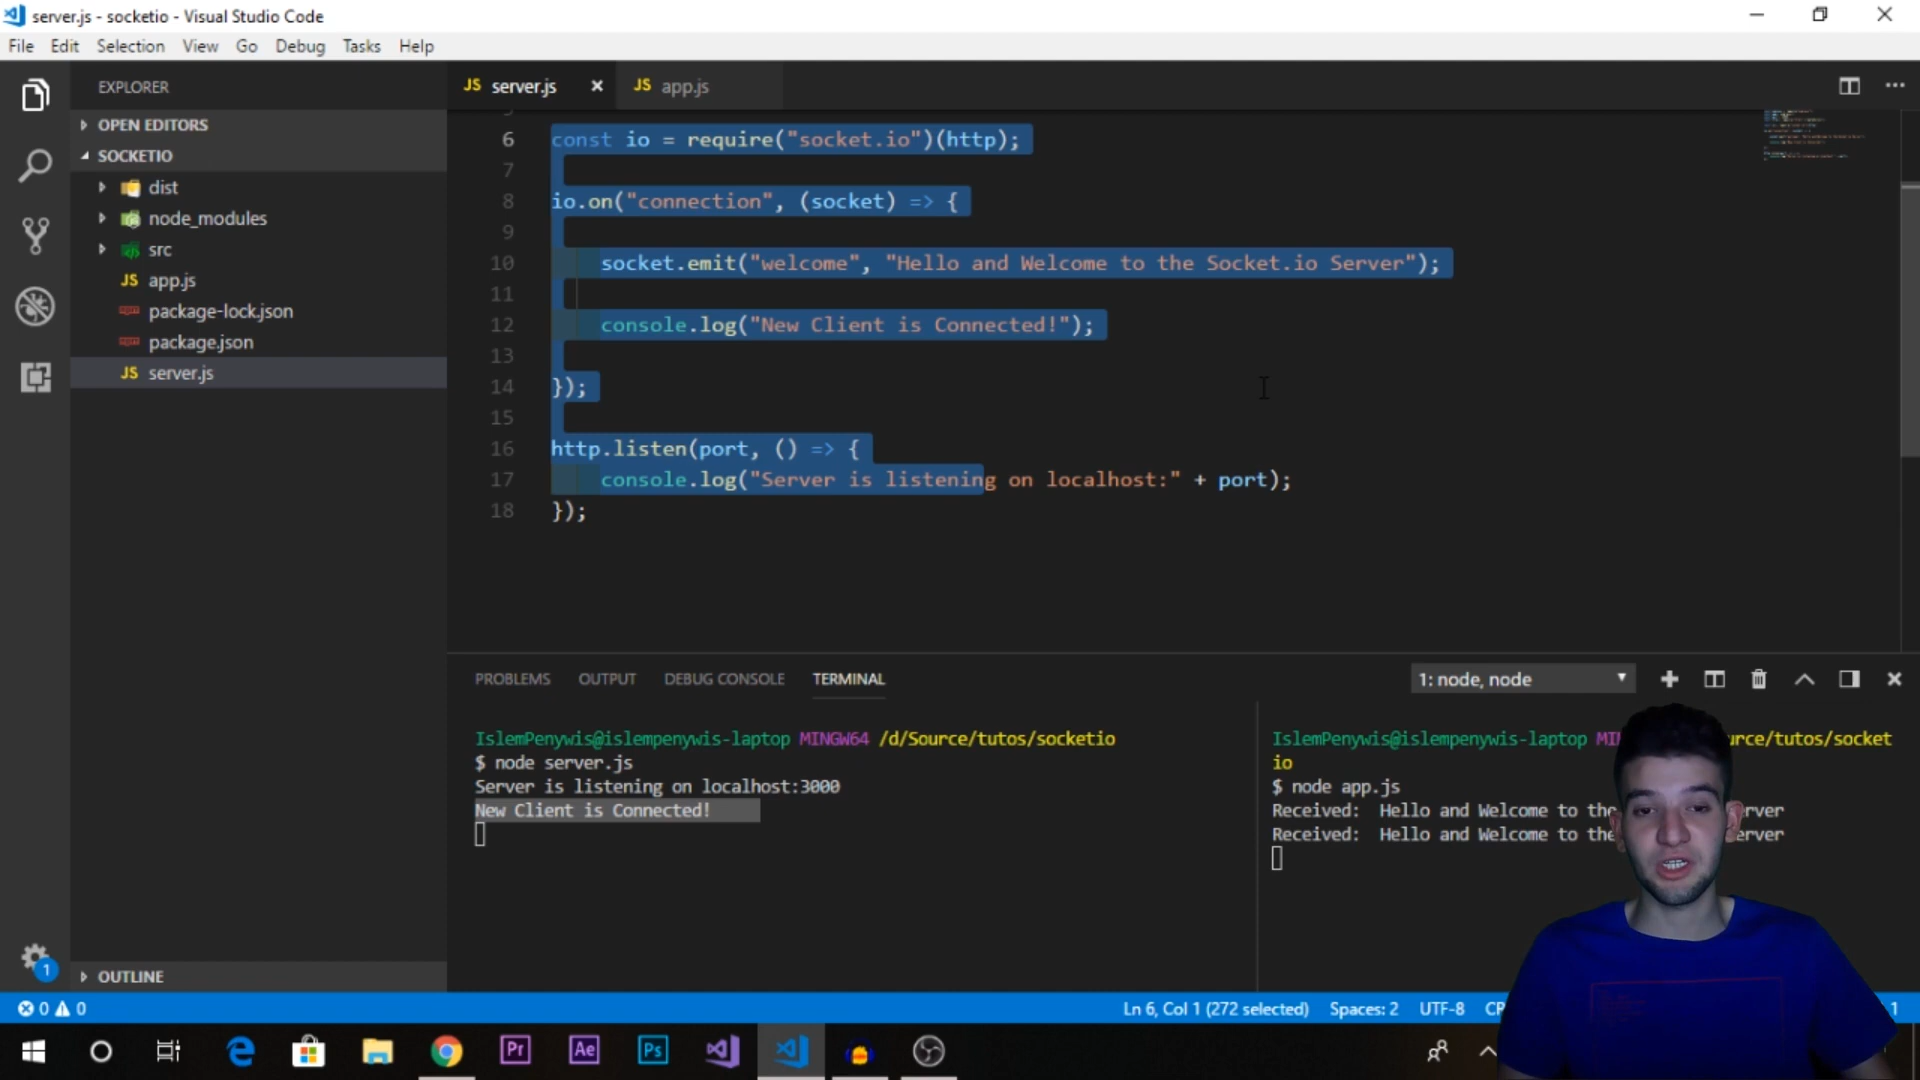 server.js - socketio - Visual Studio Code
File Edit Selection View Go Debug Tasks Help
EXPLORER
JS server.js
JS app.js
OPEN EDITORS
SOCKETIO
dist
node_modules
src
JS app.js
package-lock.json
package.json
JS server.js
OUTLINE
6 const io = require("socket.io")(http);
7
8 io.on("connection", (socket) => {
9
10 socket.emit("welcome", "Hello and Welcome to the Socket.io Server");
11
12 console.log("New Client is Connected!");
13
14 });
15
16 http.listen(port, () => {
17 console.log("Server is listening on localhost:" + port);
18 });
PROBLEMS OUTPUT DEBUG CONSOLE TERMINAL
1: node, node
IslemPenywis@islempenywis-laptop MINGW64 /d/Source/tutos/socketio
$ node server.js
Server is listening on localhost:3000
New Client is Connected!
IslemPenywis@islempenywis-laptop MI urce/tutos/socket
io
$ node app.js
Received: Hello and Welcome to the erver
Received: Hello and Welcome to the erver
1
0 0
Ln 6, Col 1 (272 selected) Spaces: 2 UTF-8 CR 1
Pr Ae Ps